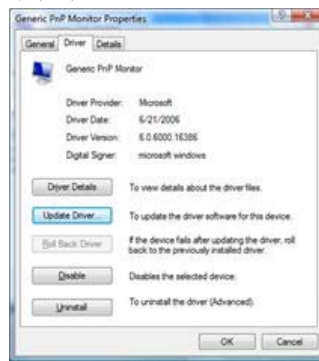 Generic PnP Monitor Properties
General Driver Details
Generic PnP Monitor
Driver Provider: Microsoft
Driver Date: 6/21/2006
Driver Version: 6.0.6000.16386
Digital Signer: microsoft windows
Driver Details To view details about the driver files.
Update Driver... To update the driver software for this device.
Roll Back Driver If the device fails after updating the driver, roll
back to the previously installed driver.
Disable Disables the selected device.
Uninstall To uninstall the driver (Advanced).
OK Cancel